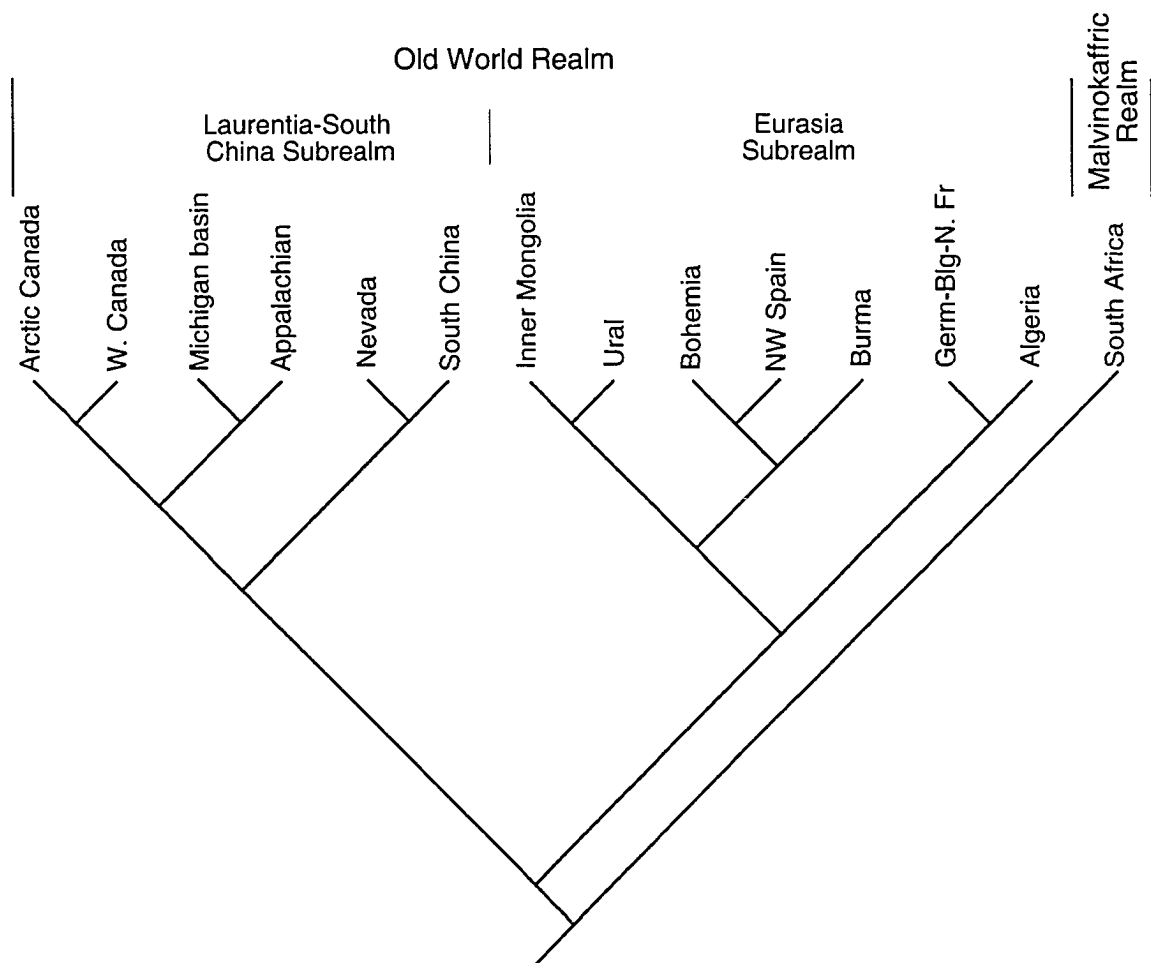 Old World Realm
Malvinokaffric
Realm
Laurentia-South
China Subrealm
Eurasia
Subrealm
Arctic Canada
W. Canada
Michigan basin
Appalachian
Nevada
South China
Inner Mongolia
Ural
Bohemia
NW Spain
Burma
Germ-Blg-N. Fr
Algeria
South Africa